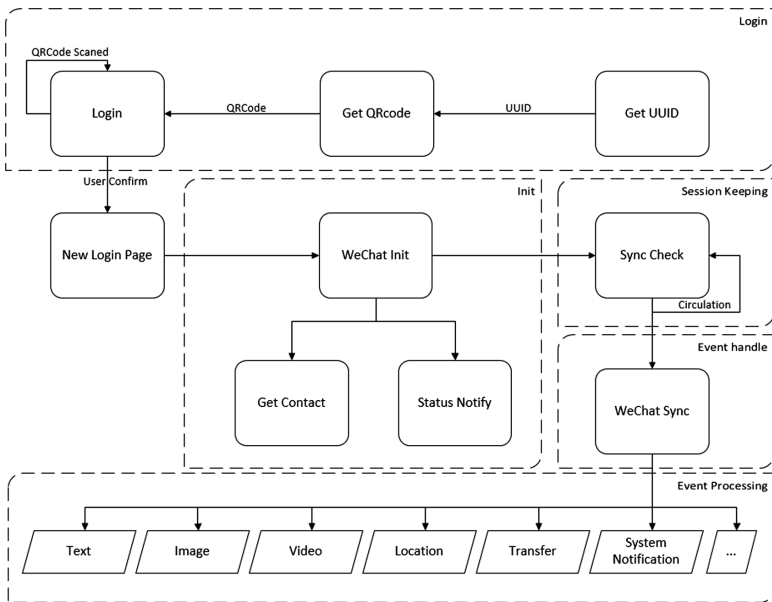 Login
QRCode Scaned
Login
QRCode
Get QRcode
UUID
Get UUID
User Confirm
Init
Session Keeping
New Login Page
WeChat Init
Sync Check
Circulation
Event handle
Get Contact
Status Notify
WeChat Sync
Event Processing
Text
Image
Video
Location
Transfer
System
Notification
...